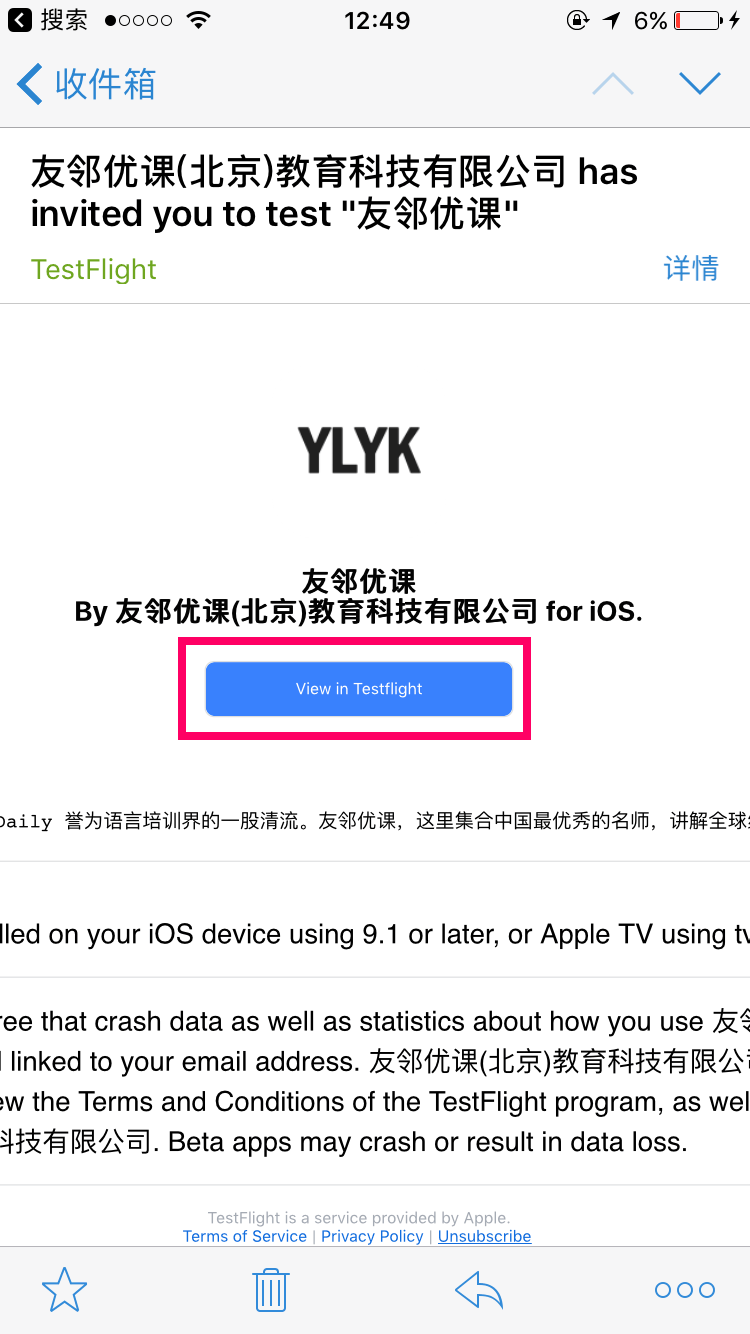 搜索 12:49 6%
收件箱
友邻优课(北京)教育科技有限公司 has
invited you to test "友邻优课"
TestFlight 详情
YLYK
友邻优课
By 友邻优课(北京)教育科技有限公司 for iOS.
View in Testflight
Daily 誉为语言培训界的一股清流。友邻优课，这里集合中国最优秀的名师，讲解全球
lled on your iOS device using 9.1 or later, or Apple TV using tv
ree that crash data as well as statistics about how you use 友邻
linked to your email address. 友邻优课(北京)教育科技有限公
ew the Terms and Conditions of the TestFlight program, as wel
科技有限公司. Beta apps may crash or result in data loss.
TestFlight is a service provided by Apple.
Terms of Service | Privacy Policy | Unsubscribe